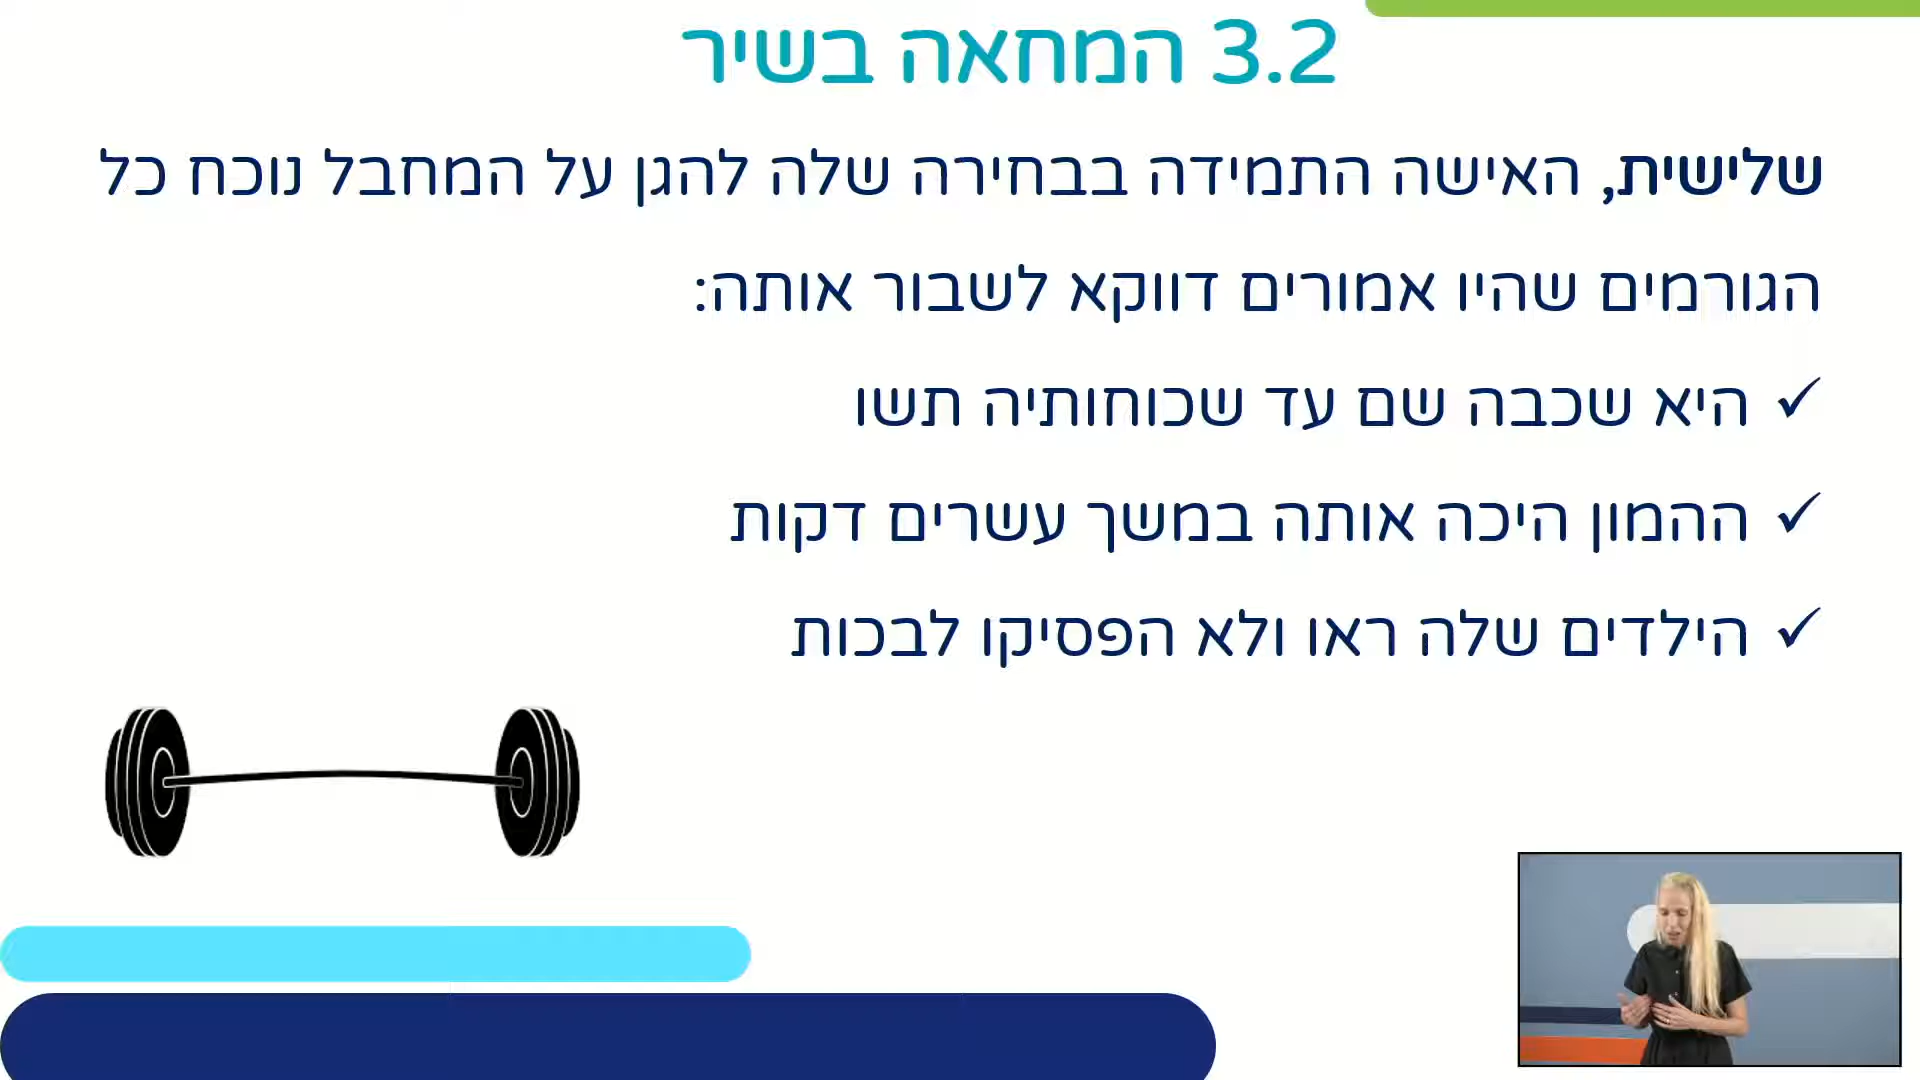 3.2 המחאה בשיר
שלישית, האישה התמידה בבחירה שלה להגן על המחבל נוכח כל
הגורמים שהיו אמורים דווקא לשבור אותה:
✓ היא שכבה שם עד שכוחותיה תשו
✓ ההמון היכה אותה במשך עשרים דקות
✓ הילדים שלה ראו ולא הפסיקו לבכות